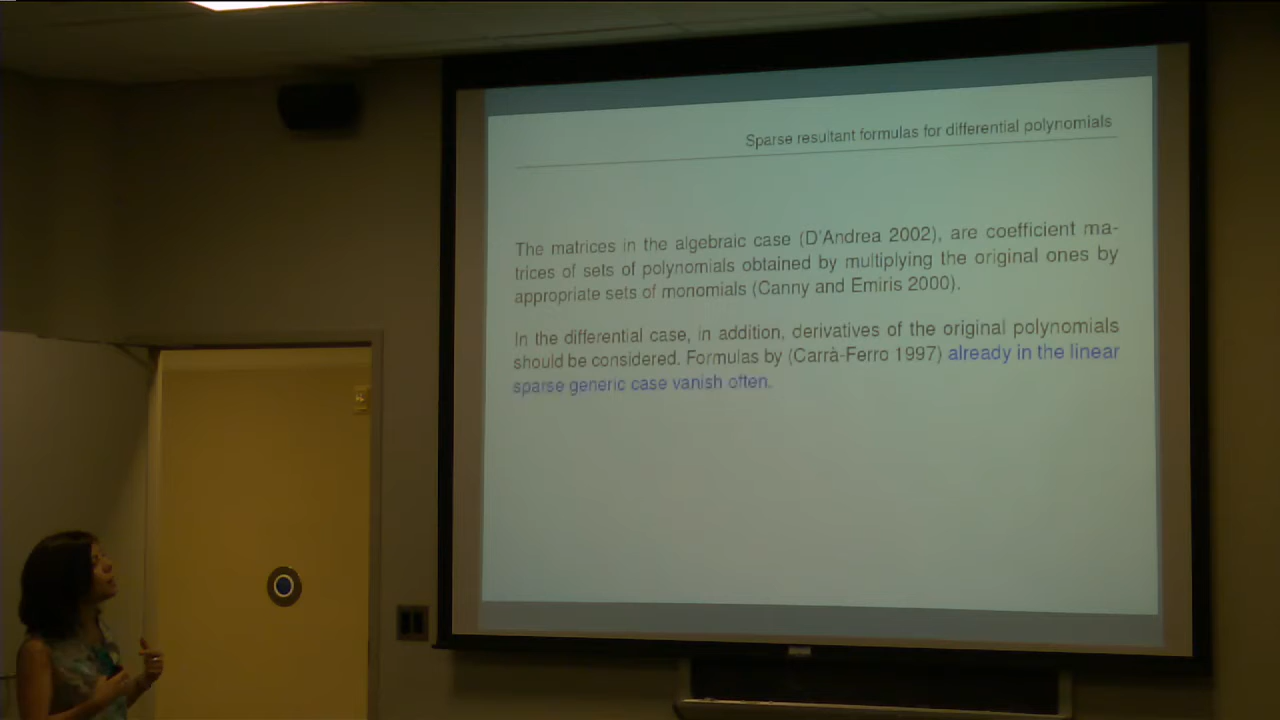 Sparse resultant formulas for differential polynomials
The matrices in the algebraic case (D'Andrea 2002), are coefficient ma-
trices of sets of polynomials obtained by multiplying the original ones by
appropriate sets of monomials (Canny and Emiris 2000).
In the differential case, in addition, derivatives of the original polynomials
should be considered. Formulas by (Carrà-Ferro 1997) already in the linear
sparse generic case vanish often.